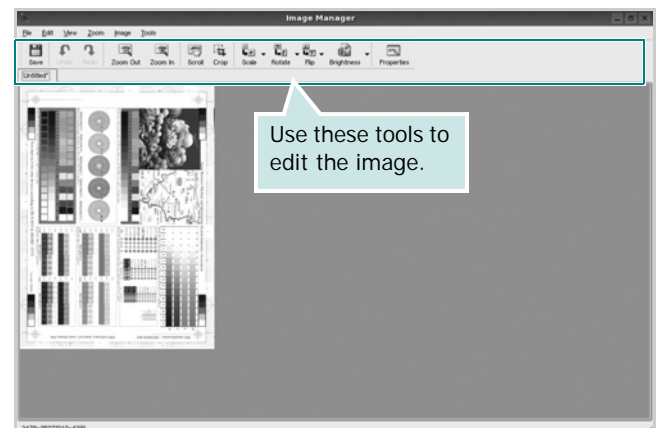 Image Manager
File Edit View Zoom Image Tools
Save Undo Redo Zoom Out Zoom In Scroll Crop Scale Rotate Flip Brightness Properties
Untitled*
Use these tools to
edit the image.